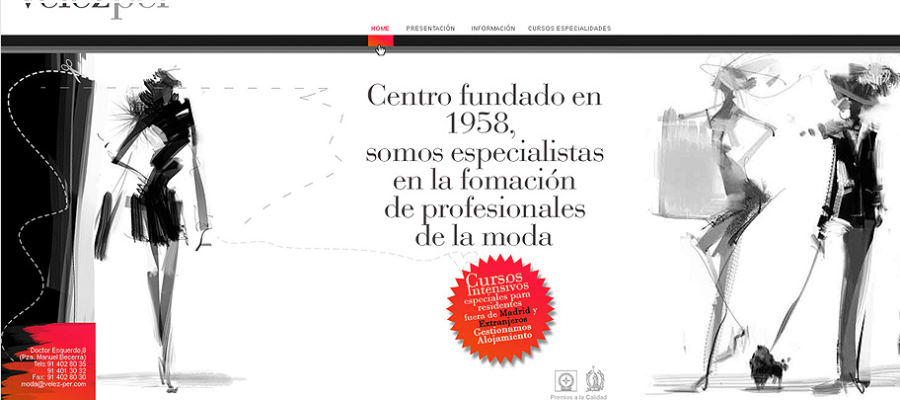 velezper
HOME PRESENTACIÓN INFORMACIÓN CURSOS ESPECIALIDADES
Centro fundado en
1958,
somos especialistas
en la fomación
de profesionales
de la moda
Cursos
Intensivos
especiales para
residentes
fuera de Madrid y
Extranjeros
Gestionamos
Alojamiento
Doctor Esquerdo,8
(Pza. Manuel Becerra)
Tels: 91 402 60 35
91 401 30 32
Fax: 91 402 80 30
moda@velez-per.com
Premios a la Calidad